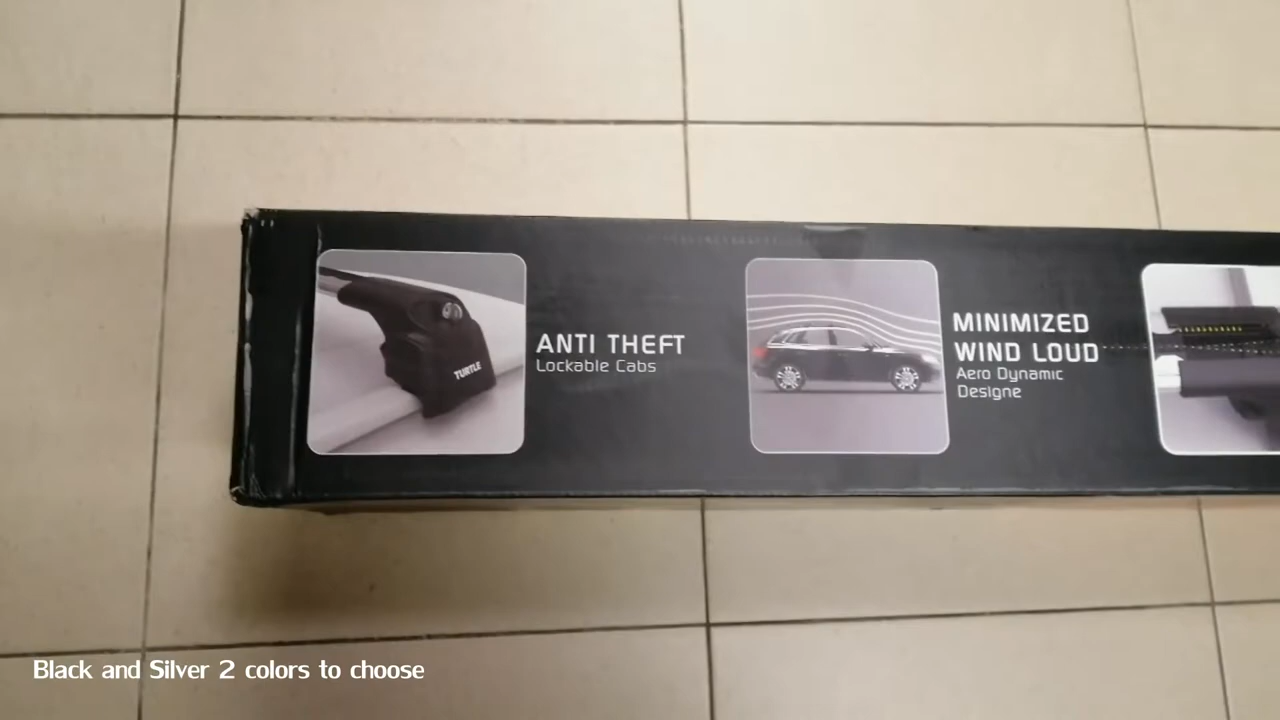 TURTLE
ANTI THEFT
Lockable Cabs
MINIMIZED
WIND LOUD
Aero Dynamic
Designe
Black and Silver 2 colors to choose